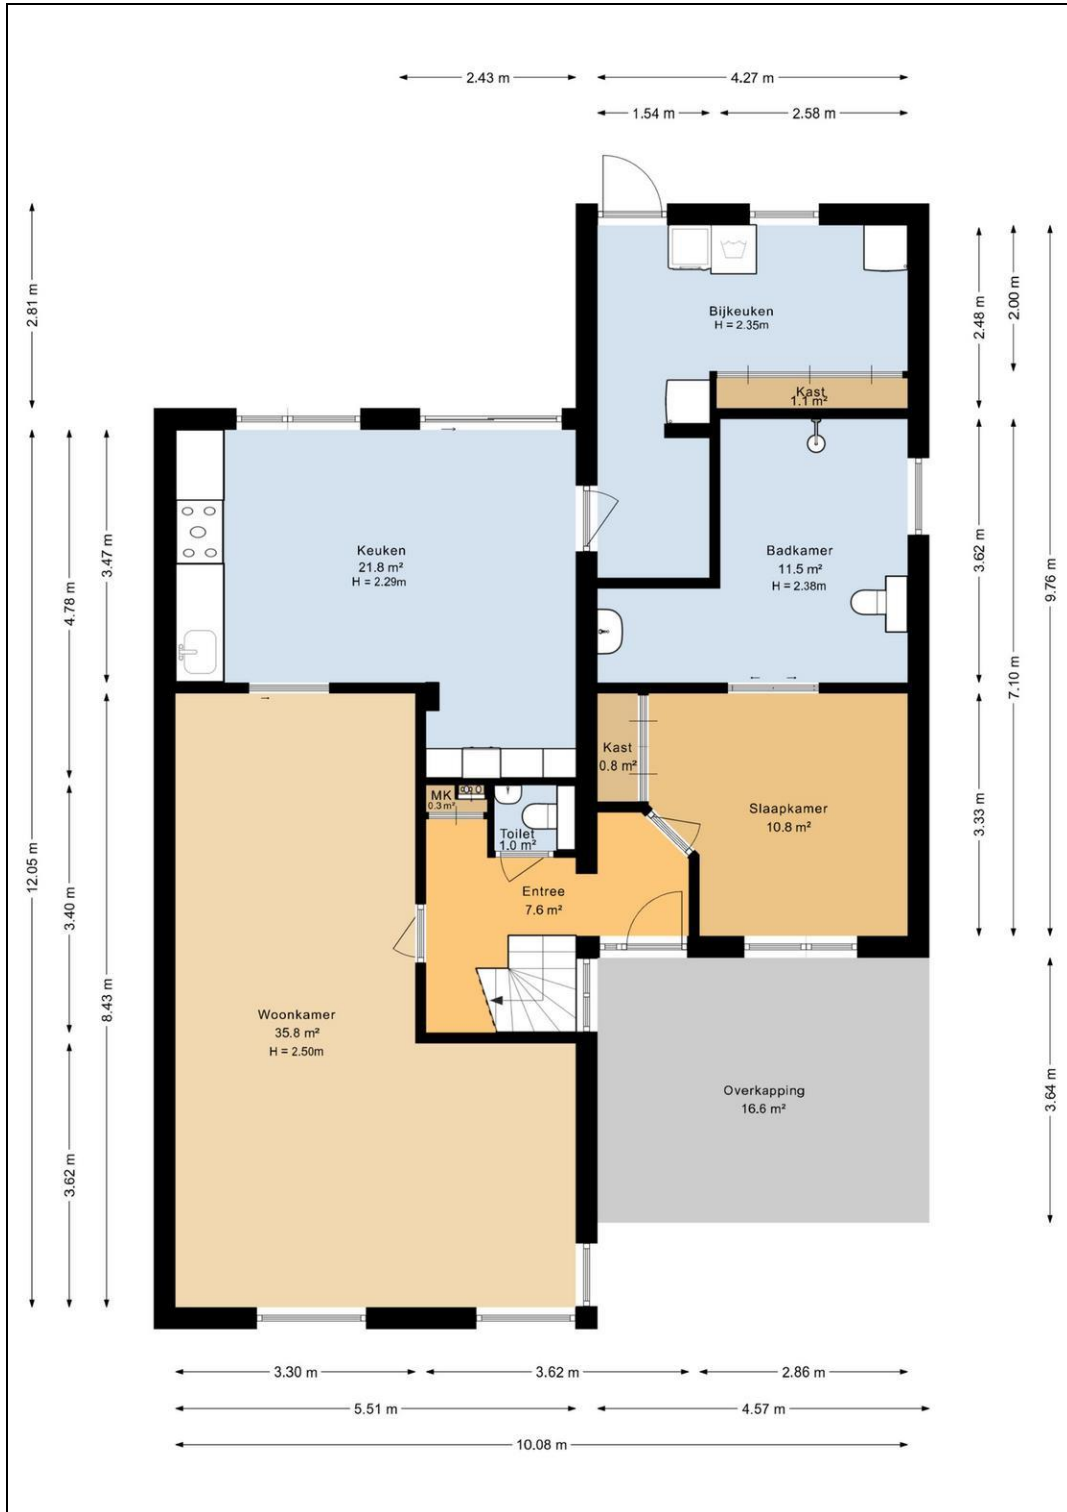 2.43 m
4.27 m
1.54 m
2.58 m
2.81 m
2.48 m
2.00 m
Bijkeuken
H = 2.35m
Kast
1.1 m²
3.47 m
4.78 m
Keuken
21.8 m²
H = 2.29m
Badkamer
11.5 m²
H = 2.38m
3.62 m
9.76 m
7.10 m
Kast
0.8 m²
MK
0.3 m²
Toilet
1.0 m²
Slaapkamer
10.8 m²
3.33 m
12.05 m
3.40 m
Entree
7.6 m²
8.43 m
Woonkamer
35.8 m²
H = 2.50m
Overkapping
16.6 m²
3.64 m
3.62 m
3.30 m
3.62 m
2.86 m
5.51 m
4.57 m
10.08 m